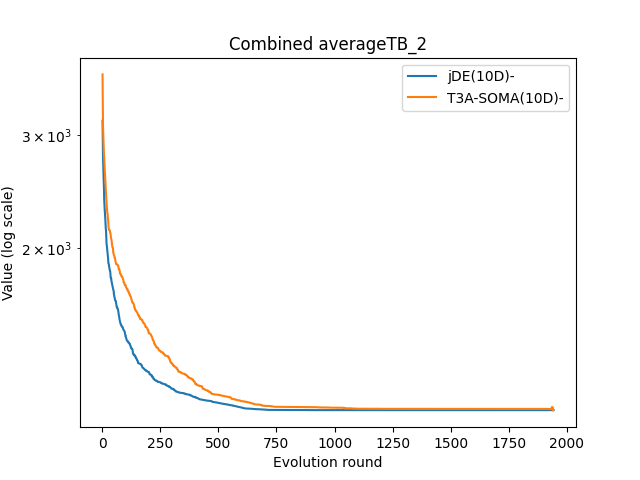 Combined averageTB_2
jDE(10D)-
T3A-SOMA(10D)-
Value (log scale)
3 × 10³
2 × 10³
0 250 500 750 1000 1250 1500 1750 2000
Evolution round